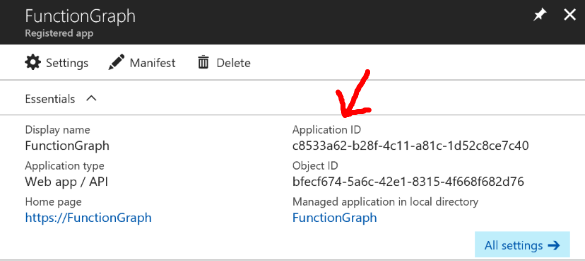 FunctionGraph
Registered app
Settings Manifest Delete
Essentials
Display name
FunctionGraph
Application type
Web app / API
Home page
https://FunctionGraph
Application ID
c8533a62-b28f-4c11-a81c-1d52c8ce7c40
Object ID
bfecf674-5a6c-42e1-8315-4f668f682d76
Managed application in local directory
FunctionGraph
All settings